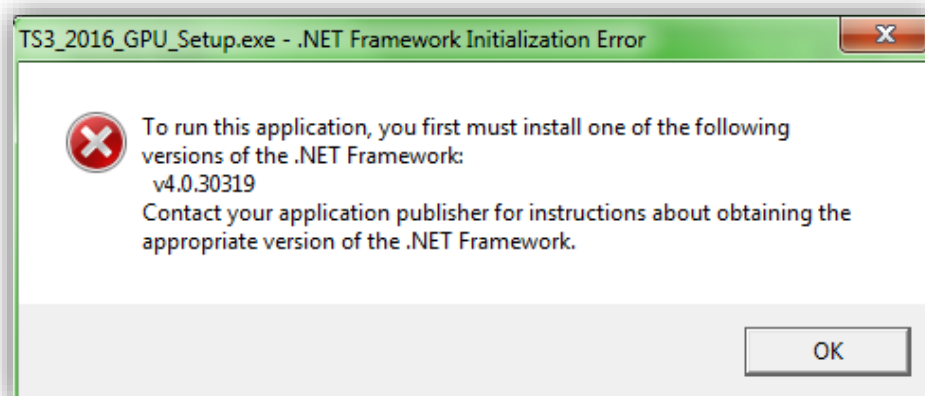 TS3_2016_GPU_Setup.exe - .NET Framework Initialization Error
To run this application, you first must install one of the following
versions of the .NET Framework:
v4.0.30319
Contact your application publisher for instructions about obtaining the
appropriate version of the .NET Framework.
OK